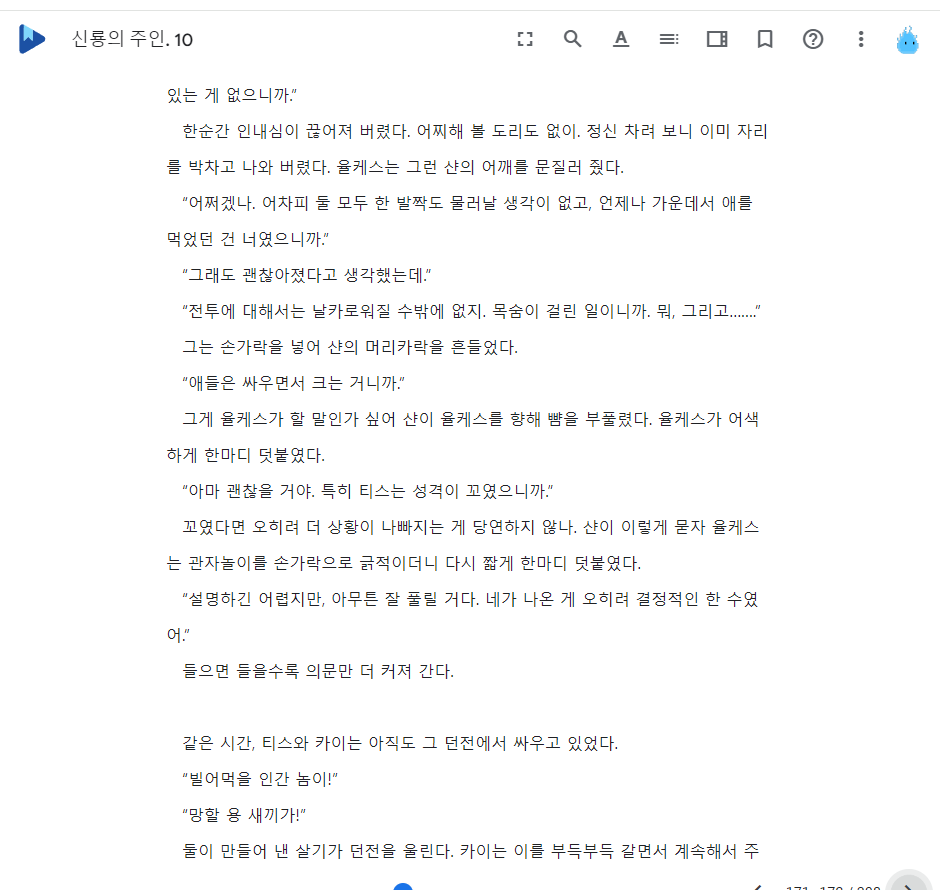 신룡의 주인. 10
있는 게 없으니까.”
한순간 인내심이 끊어져 버렸다. 어찌해 볼 도리도 없이. 정신 차려 보니 이미 자리
를 박차고 나와 버렸다. 율케스는 그런 샨의 어깨를 문질러 줬다.
“어쩌겠나. 어차피 둘 모두 한 발짝도 물러날 생각이 없고, 언제나 가운데서 애를
먹었던 건 너였으니까.”
“그래도 괜찮아졌다고 생각했는데.”
“전투에 대해서는 날카로워질 수밖에 없지. 목숨이 걸린 일이니까. 뭐, 그리고…….”
그는 손가락을 넣어 샨의 머리카락을 흔들었다.
“애들은 싸우면서 크는 거니까.”
그게 율케스가 할 말인가 싶어 샨이 율케스를 향해 뺨을 부풀렸다. 율케스가 어색
하게 한마디 덧붙였다.
“아마 괜찮을 거야. 특히 티스는 성격이 꼬였으니까.”
꼬였다면 오히려 더 상황이 나빠지는 게 당연하지 않나. 샨이 이렇게 묻자 율케스
는 관자놀이를 손가락으로 긁적이더니 다시 짧게 한마디 덧붙였다.
“설명하긴 어렵지만, 아무튼 잘 풀릴 거다. 네가 나온 게 오히려 결정적인 한 수였
어.”
들으면 들을수록 의문만 더 커져 간다.
같은 시간, 티스와 카이는 아직도 그 던전에서 싸우고 있었다.
“빌어먹을 인간 놈이!”
“망할 용 새끼가!”
둘이 만들어 낸 살기가 던전을 울린다. 카이는 이를 부득부득 갈면서 계속해서 주